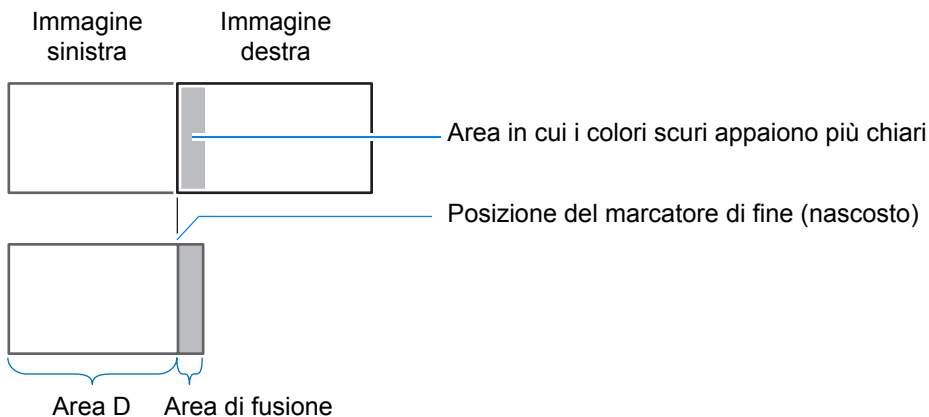 Immagine
sinistra
Immagine
destra
Area in cui i colori scuri appaiono più chiari
Posizione del marcatore di fine (nascosto)
Area D
Area di fusione